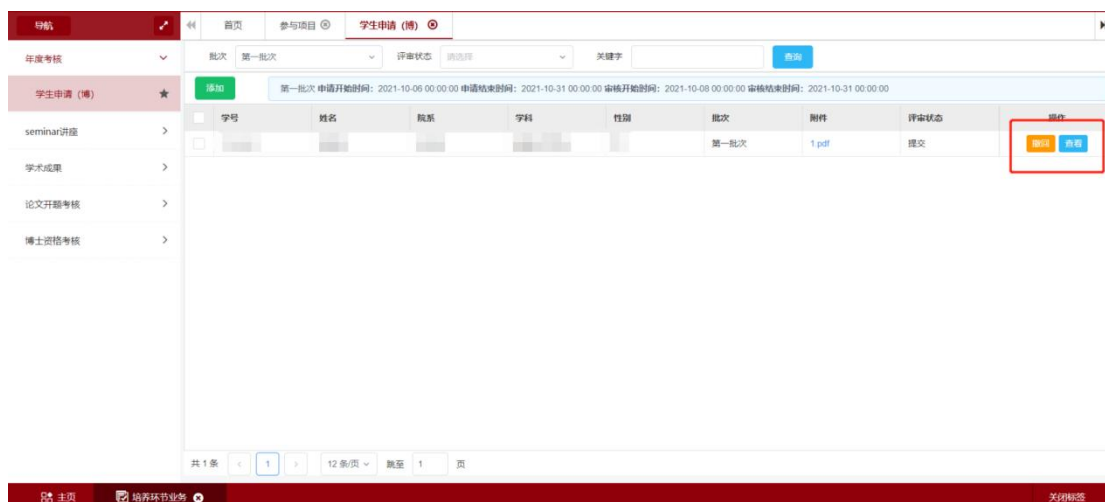 导航 首页 参与项目 学生申请（博）
年度考核 批次 第一批次 评审状态 请选择 关键字 查询
学生申请（博） 添加 第一批次 申请开始时间：2021-10-06 00:00:00 申请结束时间：2021-10-31 00:00:00 审核开始时间：2021-10-08 00:00:00 审核结束时间：2021-10-31 00:00:00
学号 姓名 院系 学科 性别 批次 附件 评审状态 操作
seminar讲座 第一批次 1.pdf 提交 撤回 查看
学术成果
论文开题考核
博士资格考核
共 1 条 1 12 条/页 跳至 1 页
主页 培养环节业务 关闭标签